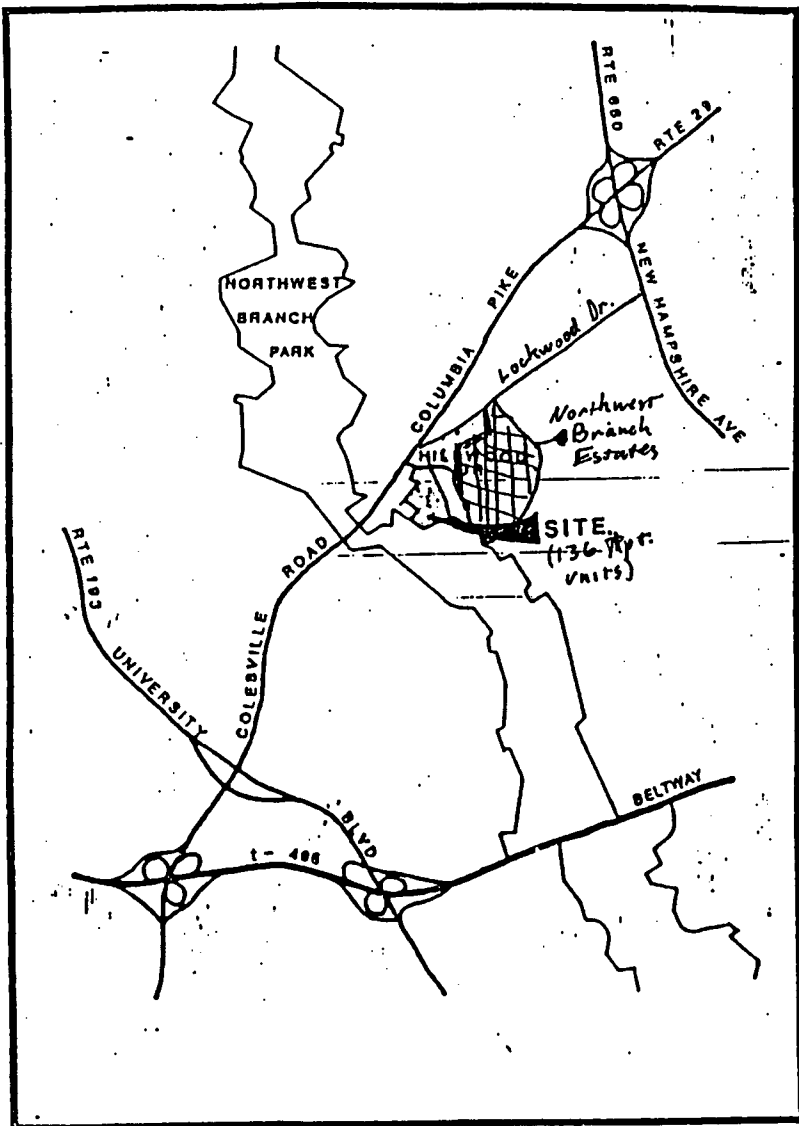 RTE 650
RTE 29
NORTHWEST
BRANCH
PARK
COLUMBIA PIKE
Lockwood Dr.
NEW HAMPSHIRE AVE
Northwest
Branch
Estates
SITE
(136 Apt.
units)
COLESVILLE ROAD
RTE 193
UNIVERSITY BLVD
I-495
BELTWAY